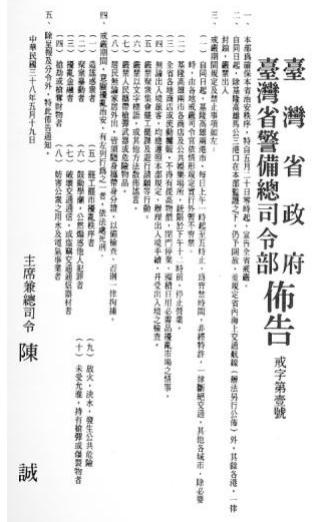 臺灣省政府
臺灣省警備總司令部
佈告
戒字第壹號
一、本部為確保本省治安秩序,特自五月二十日零時起,宣告全省戒嚴。
二、自同日起,除基隆高雄馬公三港口在本部監護之下,仍予開放,並規定省內海上交通航線(辦法另行公佈)外,其餘各港,一律
封鎖,嚴禁出入。
三、戒嚴期間規定及禁止事項如左:
(一)自同日起,基隆高雄兩港市,每日上午一時起至五時止,為宵禁時間,非經特許,一律斷絕交通,其他各城市,除必要
時,由各地戒嚴司令官依情形規定實行外暫不宵禁。
(二)基隆高雄兩市各商店及公共娛樂場所,統限於下午十二時前,停止營業。
(三)全省各地商店或流動攤販,不得有抬高物價,閉門停業,囤積日用必需品擾亂市場之情事。
(四)無論出入境旅客,均應遵照本部規定,辦理出入境手續,並受出入境之檢查。
(五)嚴禁聚眾集會罷工罷課及遊行請願等行動。
(六)嚴禁以文字標語,或其他方法散佈謠言。
(七)嚴禁人民攜帶槍彈武器或危險物品。
(八)居民無論家居外出,皆須隨身攜帶身分證,以備檢查,否則一律拘捕。
四、戒嚴期間,意圖擾亂治安,有左列行為之一者,依法處死刑。
(一)造謠惑眾者
(二)聚眾暴動者
(三)擾亂金融者
(四)搶劫或搶奪財物者
(五)罷工罷市擾亂秩序者
(六)鼓動學潮,公然煽惑他人犯罪者
(七)破壞交通通信,或盜竊交通通信器材者
(八)妨害公眾之用水及電氣事業者
(九)放火,決水,發生公共危險
(十)未受允准,持有槍彈或爆裂物者
五、除呈報及分令外,特此佈告通知。
中華民國三十八年五月十九日
主席兼總司令 陳 誠